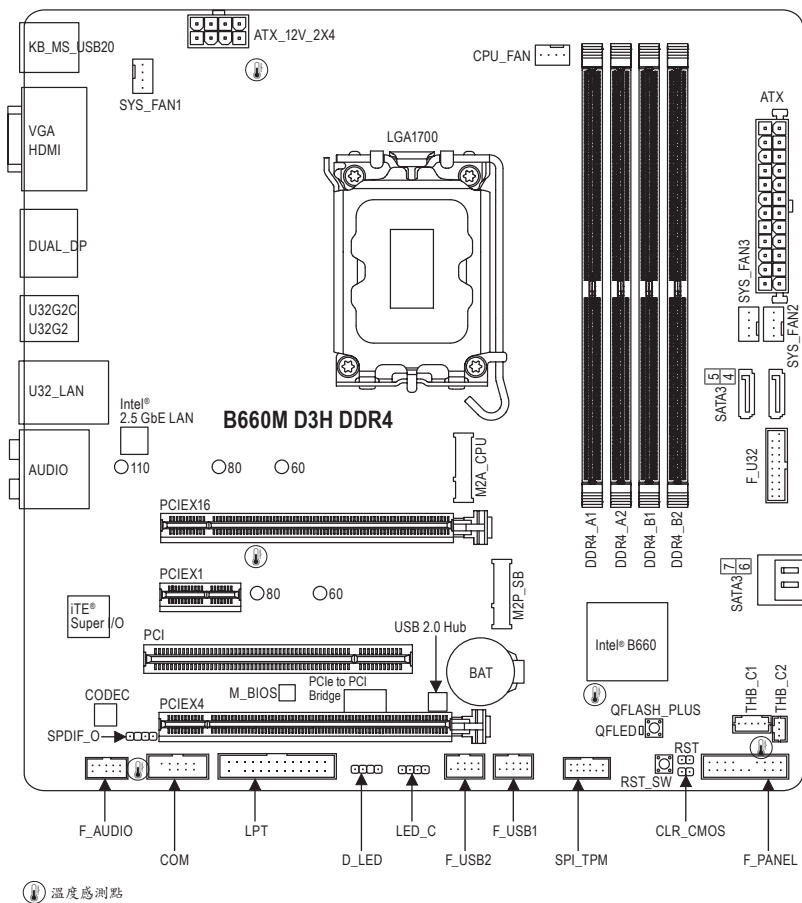 KB_MS_USB20
ATX_12V_2X4
CPU_FAN
SYS_FAN1
ATX
VGA
HDMI
LGA1700
DUAL_DP
SYS_FAN3
SYS_FAN2
U32G2C
U32G2
U32_LAN
5
4
SATA3
Intel®
2.5 GbE LAN
B660M D3H DDR4
AUDIO
110
80
60
M2A_CPU
F_U32
PCIEX16
DDR4_A1
DDR4_A2
DDR4_B1
DDR4_B2
PCIEX1
80
60
M2P_SB
7
6
SATA3
iTE®
Super I/O
USB 2.0 Hub
PCI
BAT
Intel® B660
PCIe to PCI
Bridge
M_BIOS
CODEC
PCIEX4
QFLASH_PLUS
QFLED
THB_C1
THB_C2
SPDIF_O
RST
RST_SW
F_AUDIO
LPT
LED_C
F_USB1
CLR_CMOS
COM
D_LED
F_USB2
SPI_TPM
F_PANEL
溫度感測點